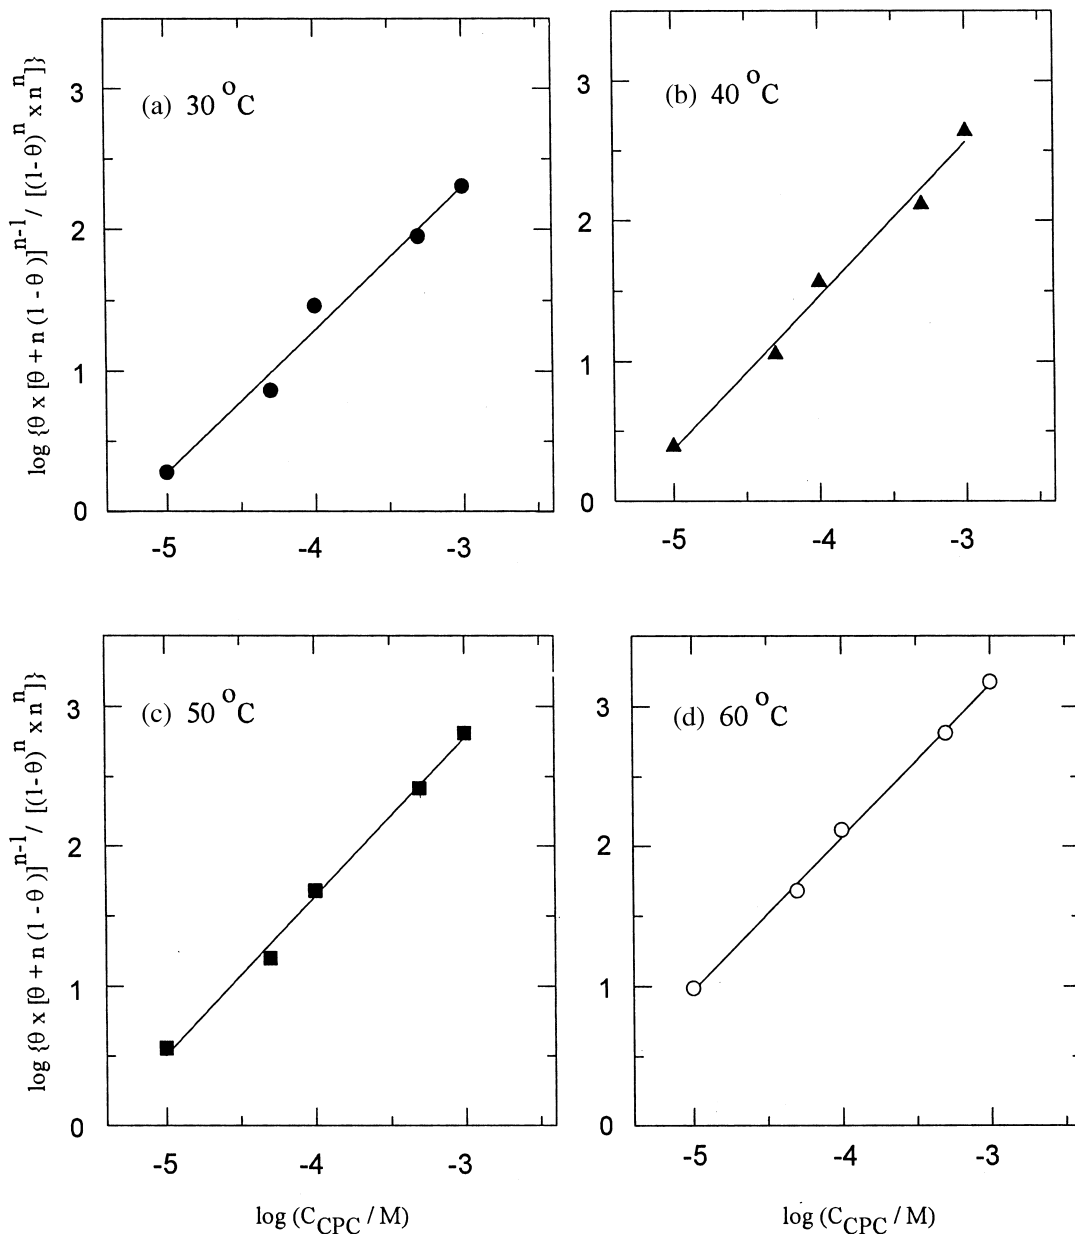 log {θ x [θ + n (1 - θ )]^n-1 / [(1- θ)^n x n^n]}
(a) 30 °C
3
2
1
0
-5 -4 -3
(b) 40 °C
3
2
1
0
-5 -4 -3
log {θ x [θ + n (1 - θ )]^n-1 / [(1-θ)^n x n^n]}
(c) 50 °C
3
2
1
0
-5 -4 -3
log (C_CPC / M)
(d) 60 °C
3
2
1
0
-5 -4 -3
log (C_CPC / M)